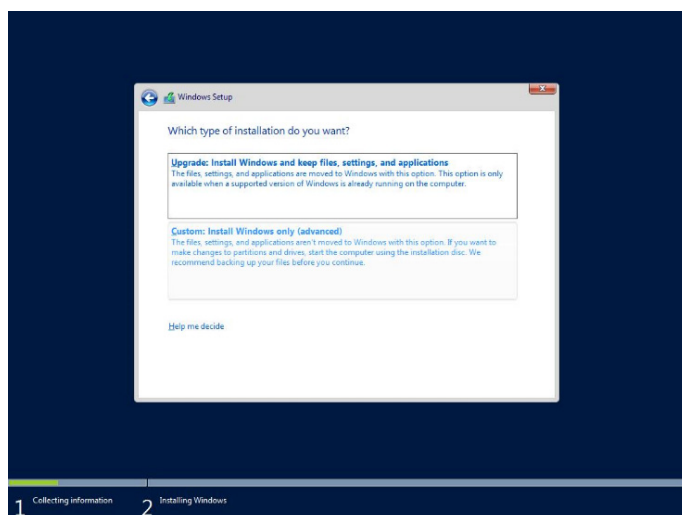 Windows Setup
Which type of installation do you want?
Upgrade: Install Windows and keep files, settings, and applications
The files, settings, and applications are moved to Windows with this option. This option is only
available when a supported version of Windows is already running on the computer.
Custom: Install Windows only (advanced)
The files, settings, and applications aren't moved to Windows with this option. If you want to
make changes to partitions and drives, start the computer using the installation disc. We
recommend backing up your files before you continue.
Help me decide
1 Collecting information
2 Installing Windows